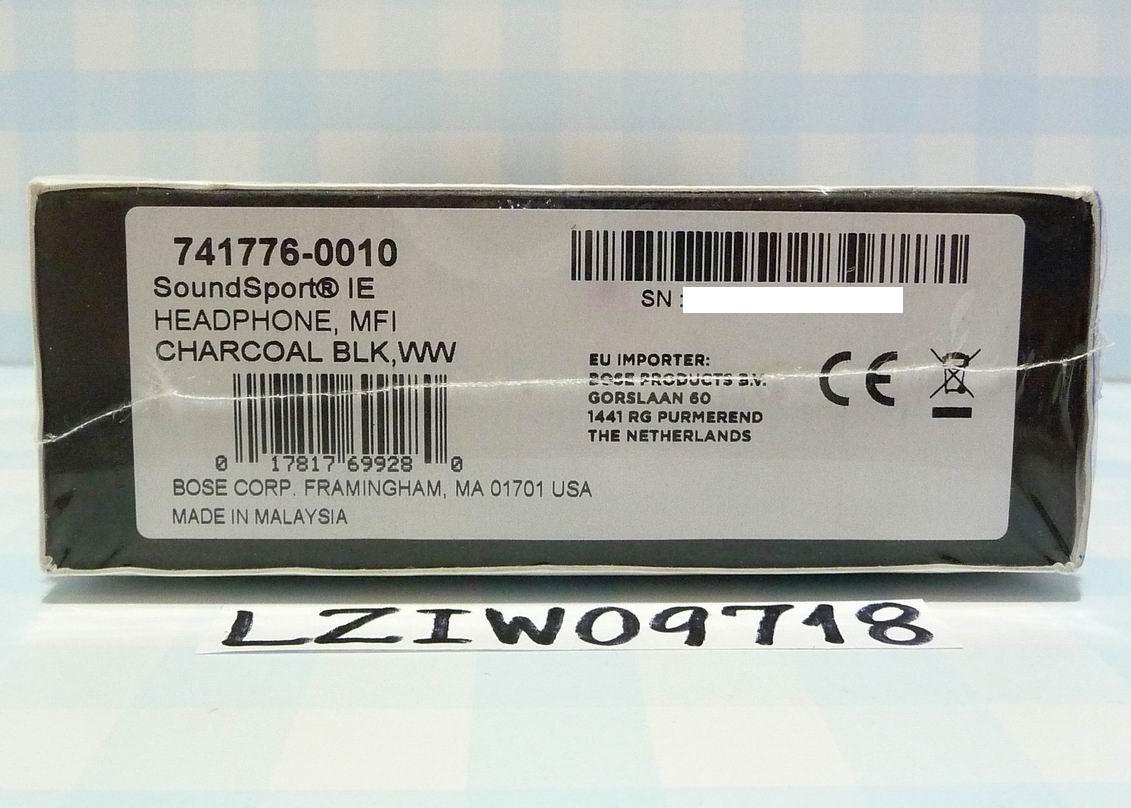 741776-0010
SoundSport® IE
HEADPHONE, MFI
CHARCOAL BLK,WW
0 17817 69928 0
BOSE CORP. FRAMINGHAM, MA 01701 USA
MADE IN MALAYSIA
SN :
EU IMPORTER:
BOSE PRODUCTS B.V.
GORSLAAN 60
1441 RG PURMEREND
THE NETHERLANDS
CE
LZIW09718